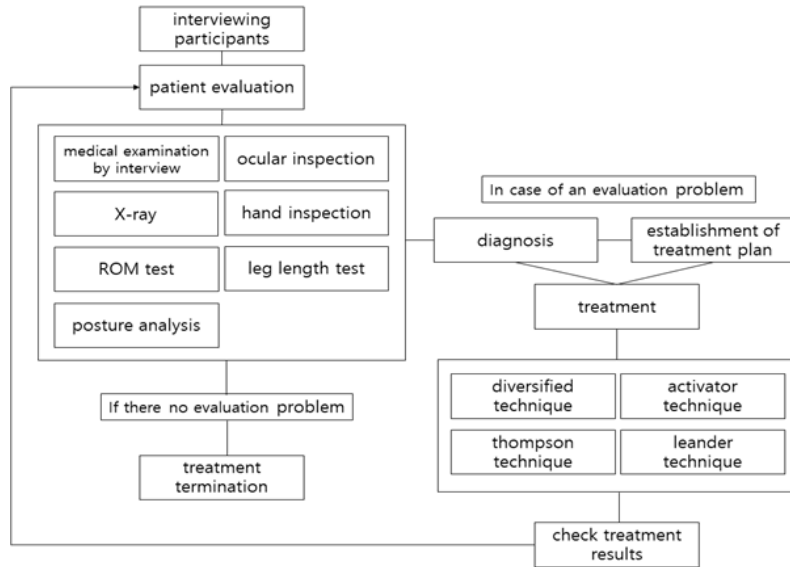 interviewing
participants
patient evaluation
medical examination
by interview
ocular inspection
X-ray
hand inspection
ROM test
leg length test
posture analysis
If there no evaluation problem
treatment
termination
In case of an evaluation problem
diagnosis
establishment of
treatment plan
treatment
diversified
technique
activator
technique
thompson
technique
leander
technique
check treatment
results